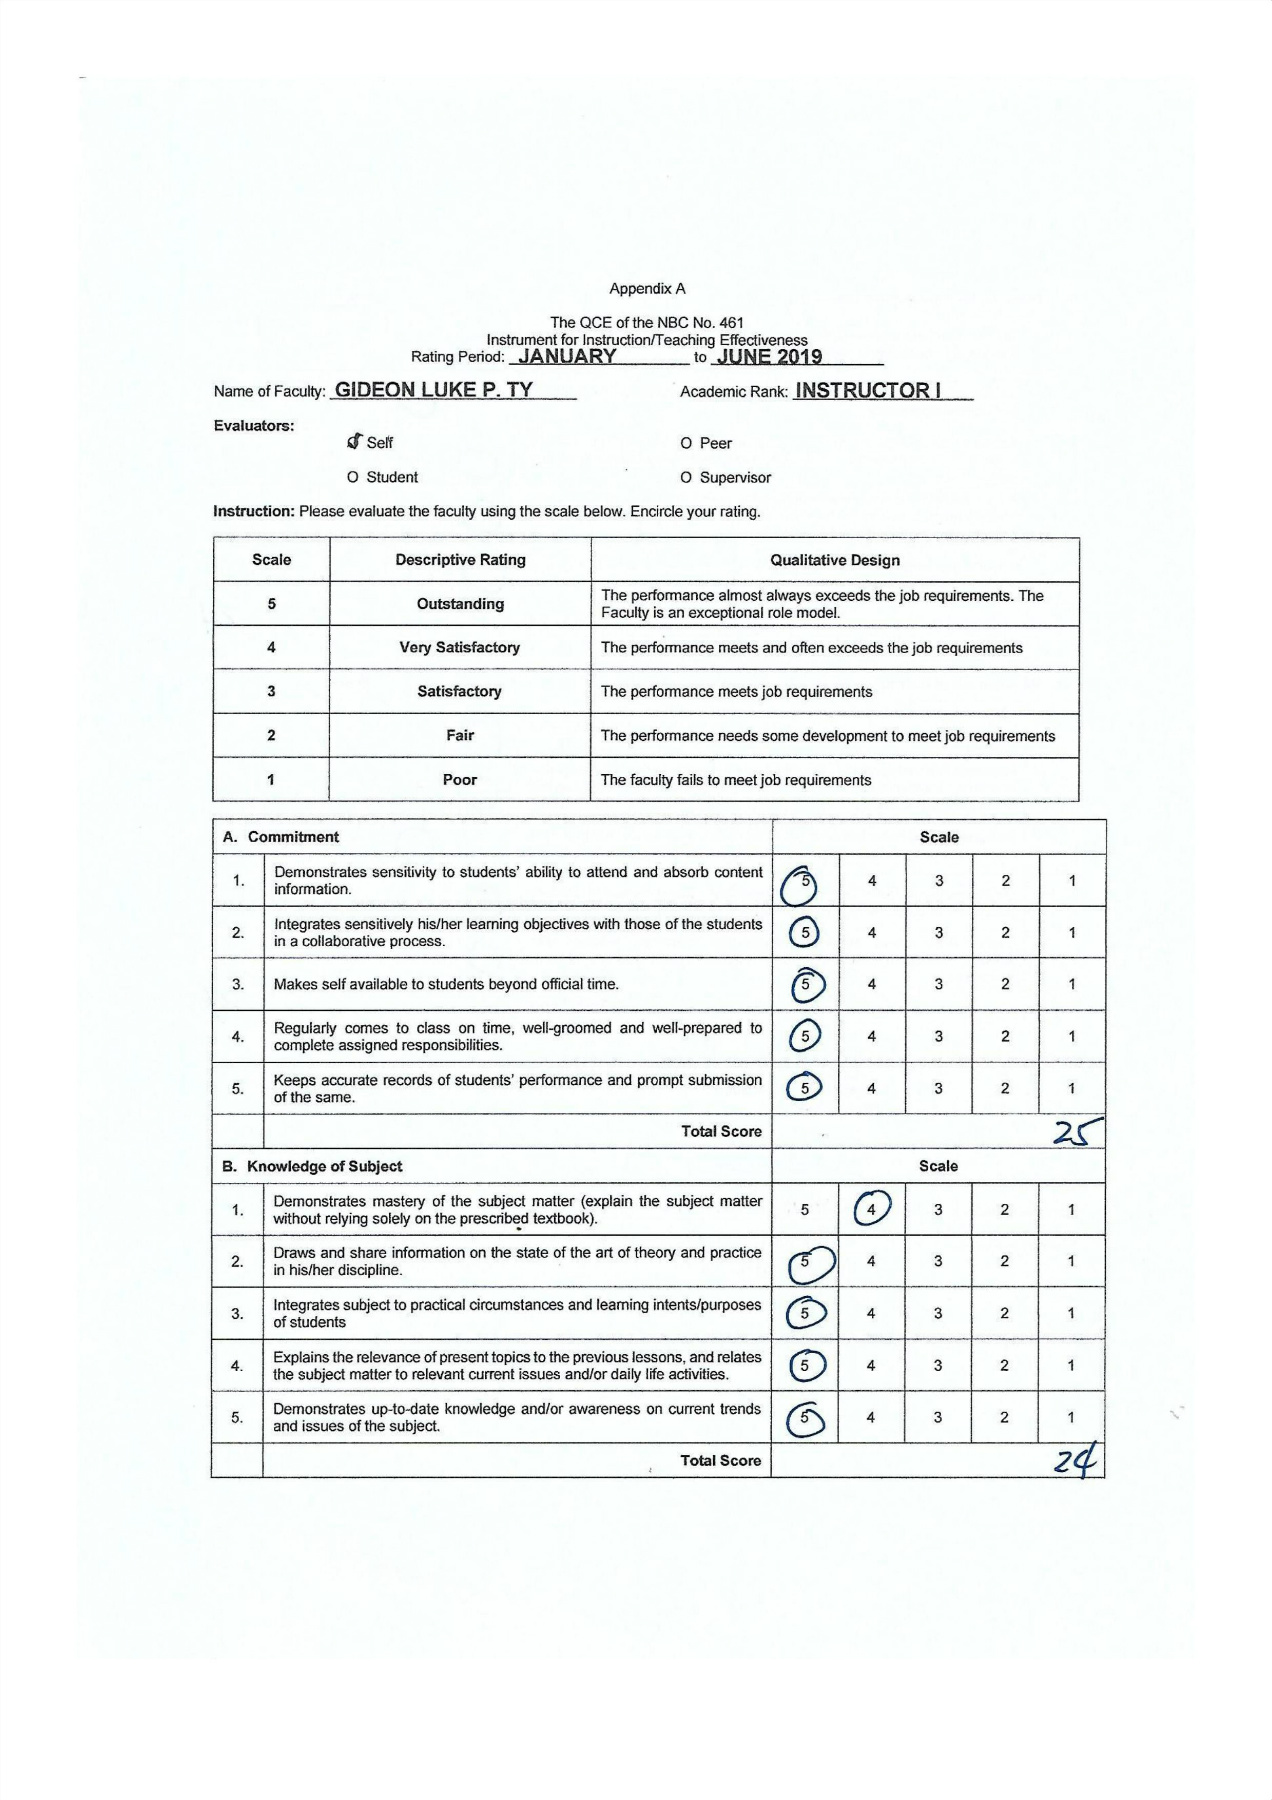 Appendix A
The QCE of the NBC No. 461
Instrument for Instruction/Teaching Effectiveness
Rating Period: JANUARY to JUNE 2019
Name of Faculty: GIDEON LUKE P. TY Academic Rank: INSTRUCTOR I
Evaluators:
Self O Peer
O Student O Supervisor
Instruction: Please evaluate the faculty using the scale below. Encircle your rating.
Scale Descriptive Rating Qualitative Design
5 Outstanding The performance almost always exceeds the job requirements. The
Faculty is an exceptional role model.
4 Very Satisfactory The performance meets and often exceeds the job requirements
3 Satisfactory The performance meets job requirements
2 Fair The performance needs some development to meet job requirements
1 Poor The faculty fails to meet job requirements
A. Commitment Scale
1. Demonstrates sensitivity to students' ability to attend and absorb content
information. 5 4 3 2 1
2. Integrates sensitively his/her learning objectives with those of the students
in a collaborative process. 5 4 3 2 1
3. Makes self available to students beyond official time. 5 4 3 2 1
4. Regularly comes to class on time, well-groomed and well-prepared to
complete assigned responsibilities. 5 4 3 2 1
5. Keeps accurate records of students' performance and prompt submission
of the same. 5 4 3 2 1
Total Score 25
B. Knowledge of Subject Scale
1. Demonstrates mastery of the subject matter (explain the subject matter
without relying solely on the prescribed textbook). 5 4 3 2 1
2. Draws and share information on the state of the art of theory and practice
in his/her discipline. 5 4 3 2 1
3. Integrates subject to practical circumstances and learning intents/purposes
of students 5 4 3 2 1
4. Explains the relevance of present topics to the previous lessons, and relates
the subject matter to relevant current issues and/or daily life activities. 5 4 3 2 1
5. Demonstrates up-to-date knowledge and/or awareness on current trends
and issues of the subject. 5 4 3 2 1
Total Score 24